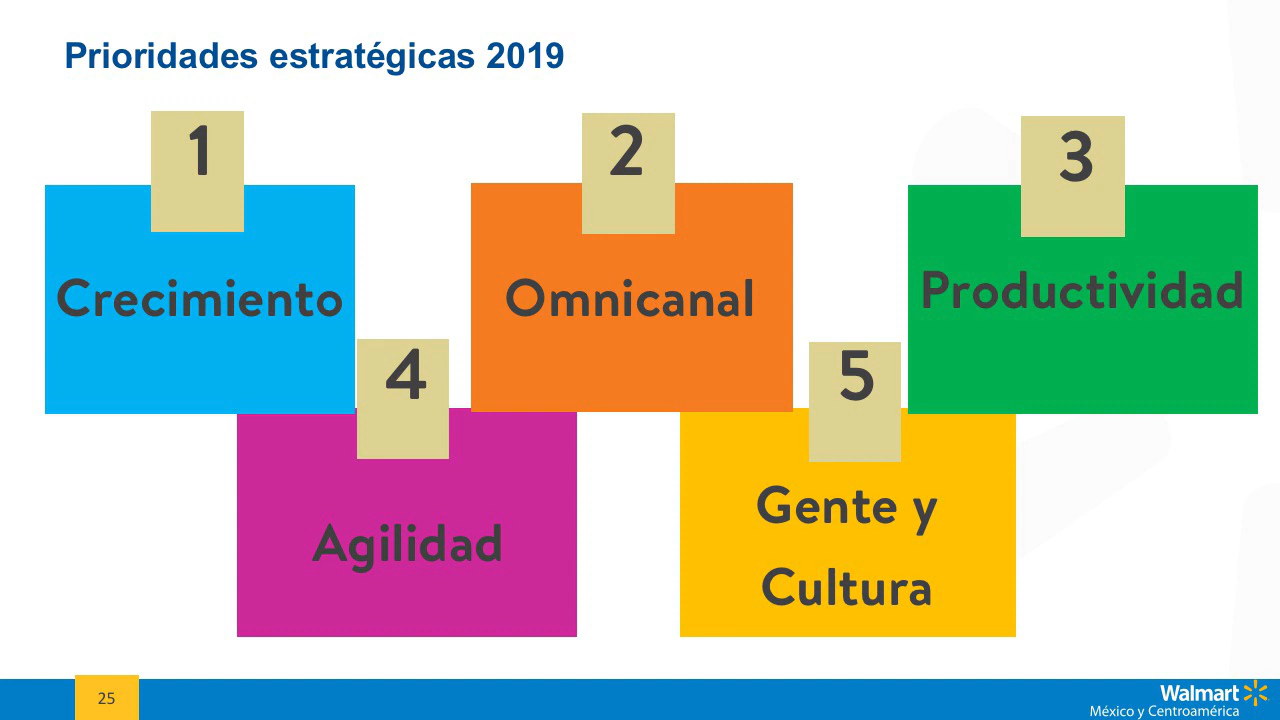 Prioridades estratégicas 2019
1
Crecimiento
2
Omnicanal
3
Productividad
4
Agilidad
5
Gente y
Cultura
25
Walmart
México y Centroamérica